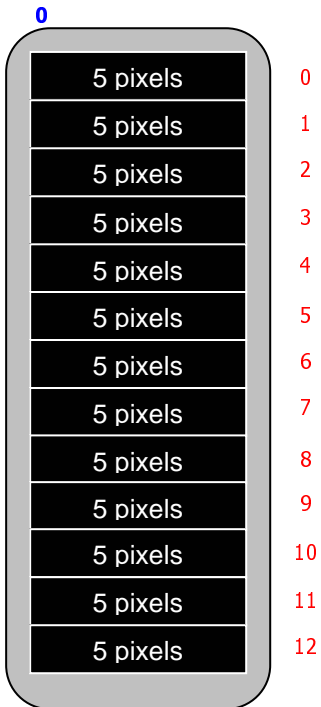 0
5 pixels 0
5 pixels 1
5 pixels 2
5 pixels 3
5 pixels 4
5 pixels 5
5 pixels 6
5 pixels 7
5 pixels 8
5 pixels 9
5 pixels 10
5 pixels 11
5 pixels 12